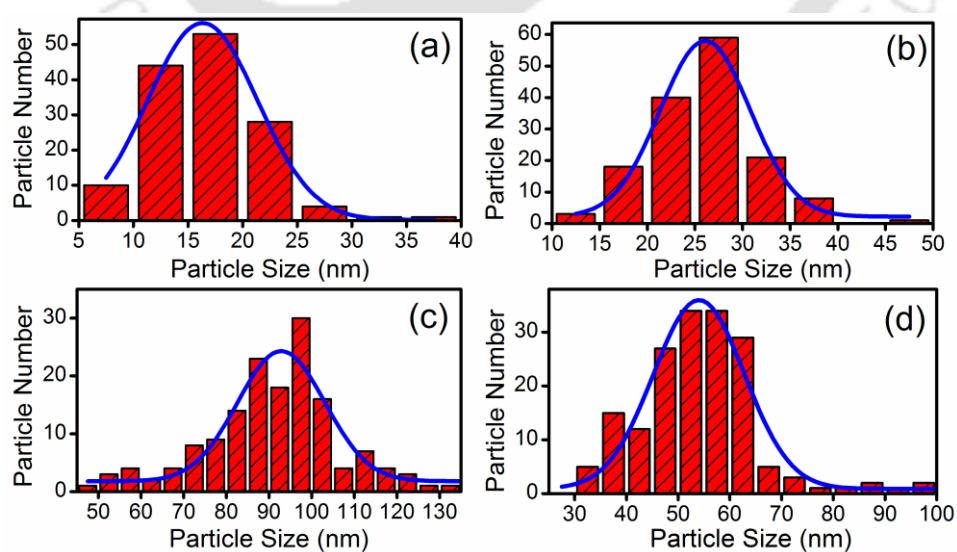 (a)
Particle Number
50
40
30
20
10
0
5 10 15 20 25 30 35 40
Particle Size (nm)
(b)
Particle Number
60
50
40
30
20
10
0
10 15 20 25 30 35 40 45 50
Particle Size (nm)
(c)
Particle Number
30
20
10
0
50 60 70 80 90 100 110 120 130
Particle Size (nm)
(d)
Particle Number
30
20
10
0
30 40 50 60 70 80 90 100
Particle Size (nm)